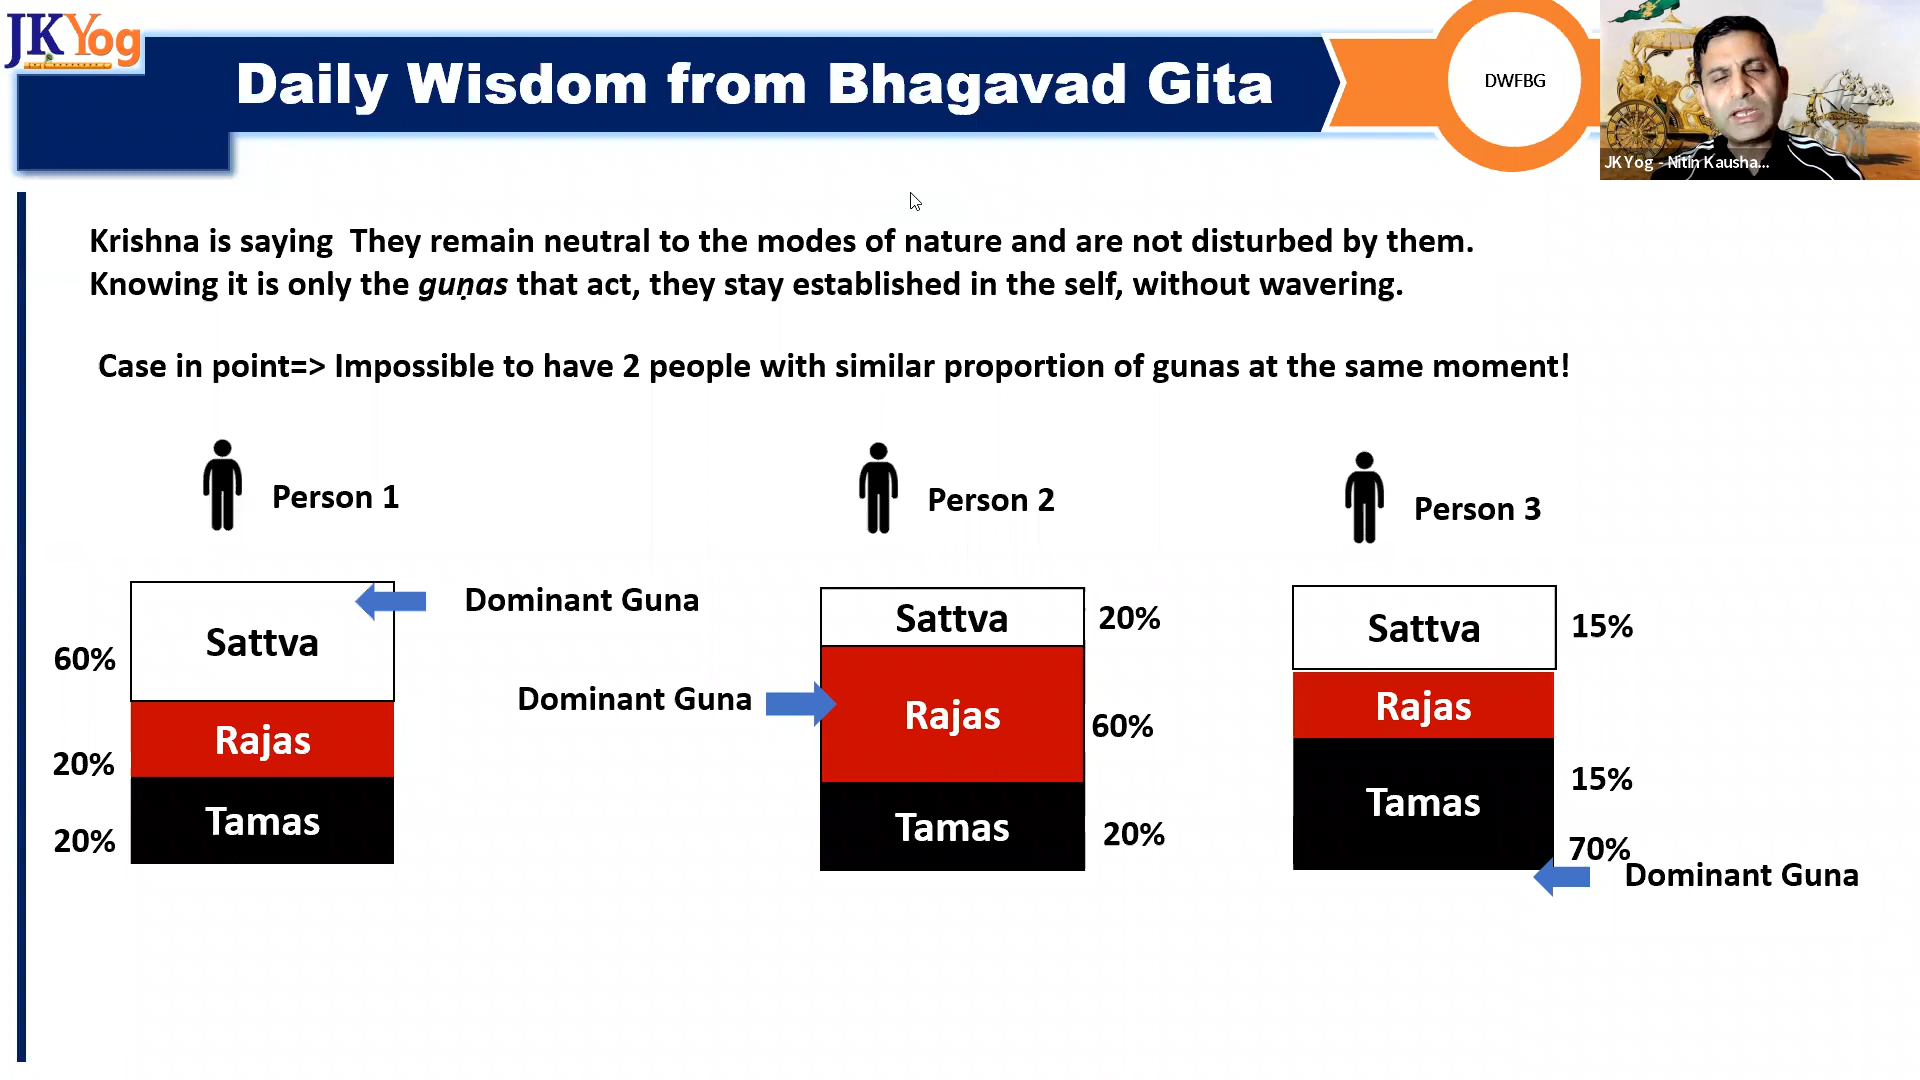 JKYog
Daily Wisdom from Bhagavad Gita
DWFBG
JK Yog - Nitin Kausha...
Krishna is saying  They remain neutral to the modes of nature and are not disturbed by them.
Knowing it is only the guṇas that act, they stay established in the self, without wavering.
Case in point=> Impossible to have 2 people with similar proportion of gunas at the same moment!
Person 1
Person 2
Person 3
Dominant Guna
Sattva
60%
Rajas
20%
Tamas
20%
Sattva
20%
Dominant Guna
Rajas
60%
Tamas
20%
Sattva
15%
Rajas
15%
Tamas
70%
Dominant Guna